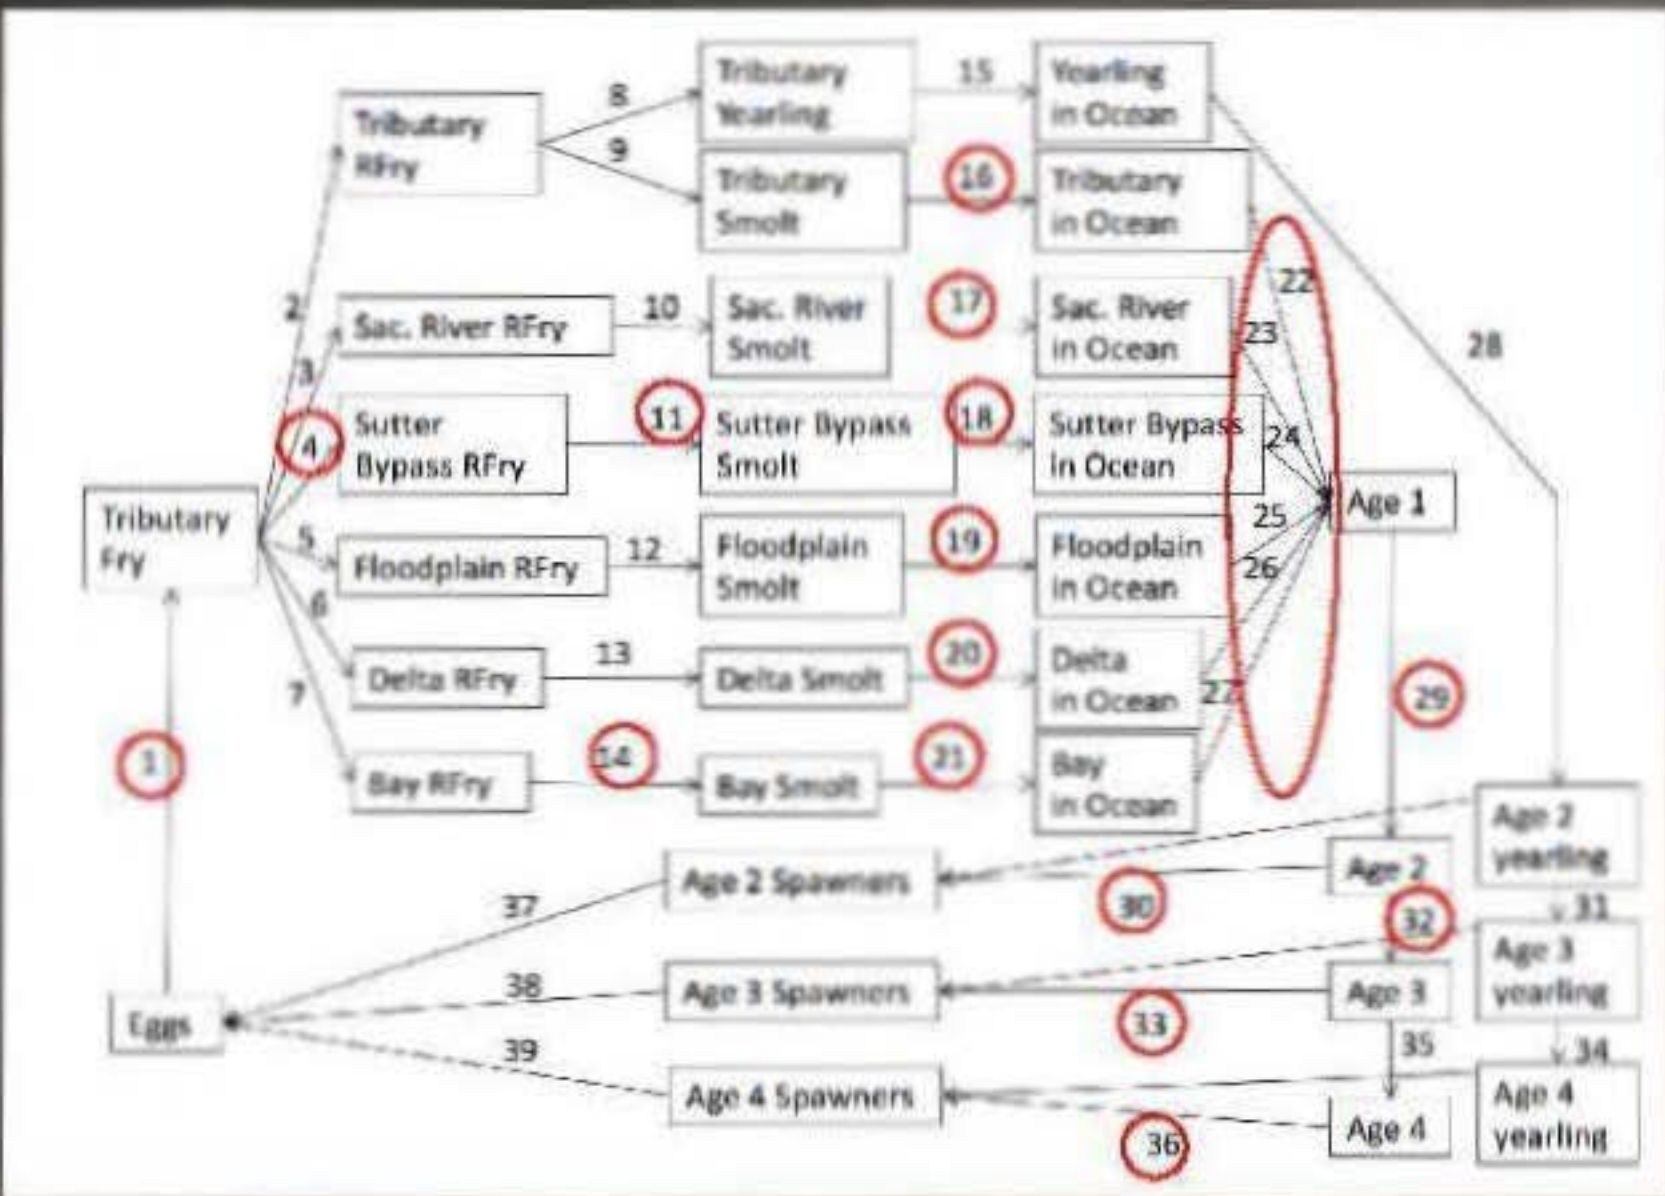 Tributary
Yearling
15
Yearling
in Ocean
8
Tributary
RFry
9
Tributary
Smolt
16
Tributary
in Ocean
22
2
Sac. River RFry
10
Sac. River
Smolt
17
Sac. River
in Ocean
23
28
3
4
Sutter
Bypass RFry
11
Sutter Bypass
Smolt
18
Sutter Bypass
in Ocean
24
Age 1
Tributary
Fry
5
Floodplain RFry
12
Floodplain
Smolt
19
Floodplain
in Ocean
25
26
6
Delta RFry
13
Delta Smolt
20
Delta
in Ocean
27
29
7
1
Bay RFry
14
Bay Smolt
21
Bay
in Ocean
Age 2
yearling
Age 2 Spawners
30
Age 2
31
32
37
Age 3
yearling
38
Age 3 Spawners
33
Age 3
Eggs
35
34
39
Age 4 Spawners
36
Age 4
Age 4
yearling